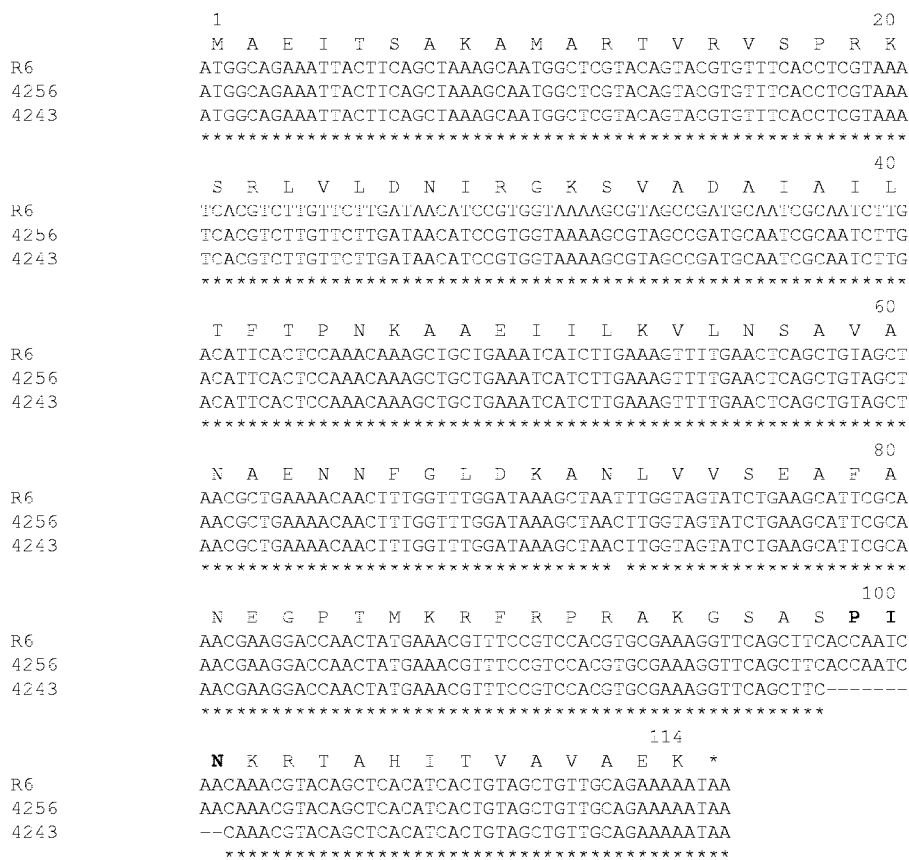 1 20
M A E I T S A K A M A R T V R V S P R K
R6 ATGGCAGAAATTACTTCAGCTAAAGCAATGGCTCGTACAGTACGTGTTTCACCTCGTAAA
4256 ATGGCAGAAATTACTTCAGCTAAAGCAATGGCTCGTACAGTACGTGTTTCACCTCGTAAA
4243 ATGGCAGAAATTACTTCAGCTAAAGCAATGGCTCGTACAGTACGTGTTTCACCTCGTAAA
************************************************************
40
S R L V L D N I R G K S V A D A I A I L
R6 TCACGTCTTGTTCTTGATAACATCCGTGGTAAAAGCGTAGCCGATGCAATCGCAATCTTG
4256 TCACGTCTTGTTCTTGATAACATCCGTGGTAAAAGCGTAGCCGATGCAATCGCAATCTTG
4243 TCACGTCTTGTTCTTGATAACATCCGTGGTAAAAGCGTAGCCGATGCAATCGCAATCTTG
************************************************************
60
T F T P N K A A E I I L K V L N S A V A
R6 ACATTCACTCCAAACAAAGCTGCTGAAATCATCTTGAAAGTTTTGAACTCAGCTGTAGCT
4256 ACATTCACTCCAAACAAAGCTGCTGAAATCATCTTGAAAGTTTTGAACTCAGCTGTAGCT
4243 ACATTCACTCCAAACAAAGCTGCTGAAATCATCTTGAAAGTTTTGAACTCAGCTGTAGCT
************************************************************
80
N A E N N F G L D K A N L V V S E A F A
R6 AACGCTGAAAACAACTTTGGTTTGGATAAAGCTAATTTGGTAGTATCTGAAGCATTCGCA
4256 AACGCTGAAAACAACTTTGGTTTGGATAAAGCTAACTTGGTAGTATCTGAAGCATTCGCA
4243 AACGCTGAAAACAACTTTGGTTTGGATAAAGCTAACTTGGTAGTATCTGAAGCATTCGCA
*********************************** ************************
100
N E G P T M K R F R P R A K G S A S P I
R6 AACGAAGGACCAACTATGAAACGTTTCCGTCCACGTGCGAAAGGTTCAGCTTCACCAATC
4256 AACGAAGGACCAACTATGAAACGTTTCCGTCCACGTGCGAAAGGTTCAGCTTCACCAATC
4243 AACGAAGGACCAACTATGAAACGTTTCCGTCCACGTGCGAAAGGTTCAGCTTC-------
*****************************************************
114
N K R T A H I T V A V A E K *
R6 AACAAACGTACAGCTCACATCACTGTAGCTGTTGCAGAAAAATAA
4256 AACAAACGTACAGCTCACATCACTGTAGCTGTTGCAGAAAAATAA
4243 --CAAACGTACAGCTCACATCACTGTAGCTGTTGCAGAAAAATAA
*******************************************